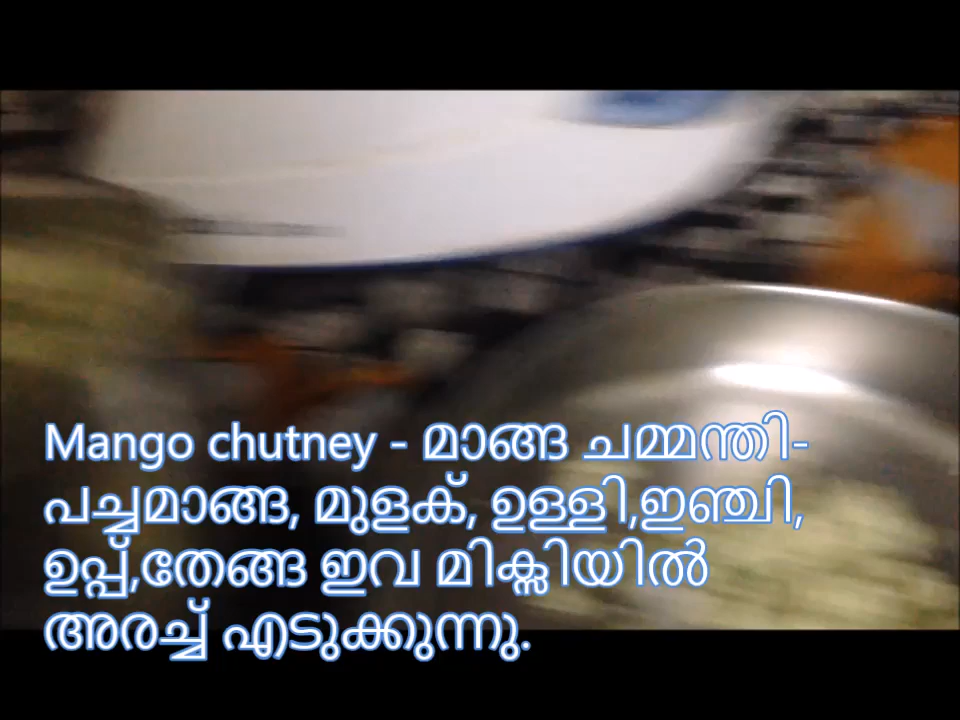 Mango chutney - മാങ്ങ ചമ്മന്തി-
പച്ചമാങ്ങ, മുളക്, ഉള്ളി,ഇഞ്ചി,
ഉപ്പ്,തേങ്ങ ഇവ മിക്സിയിൽ
അരച്ച് എടുക്കുന്നു.